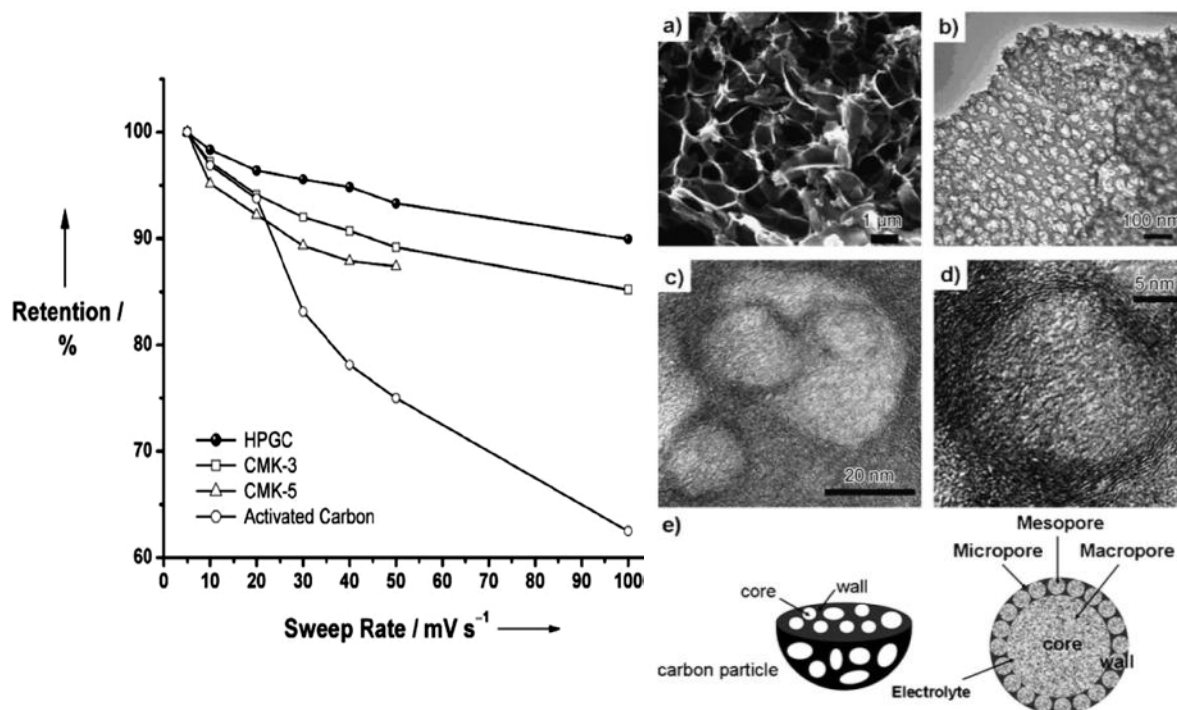 100
90
80
70
60
Retention /
%
HPGC
CMK-3
CMK-5
Activated Carbon
0 10 20 30 40 50 60 70 80 90 100
Sweep Rate / mV s⁻¹
a)
1 µm
b)
100 nm
c)
20 nm
d)
5 nm
e)
core
wall
carbon particle
Mesopore
Micropore
Macropore
core
wall
Electrolyte